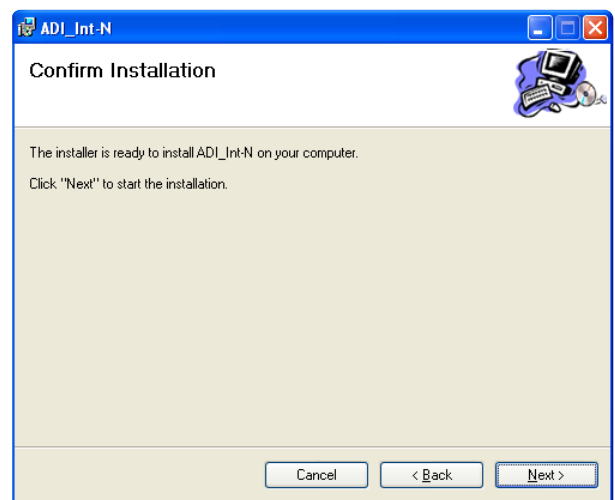 ADI_Int-N
Confirm Installation
The installer is ready to install ADI_Int-N on your computer.
Click "Next" to start the installation.
Cancel
< Back
Next >